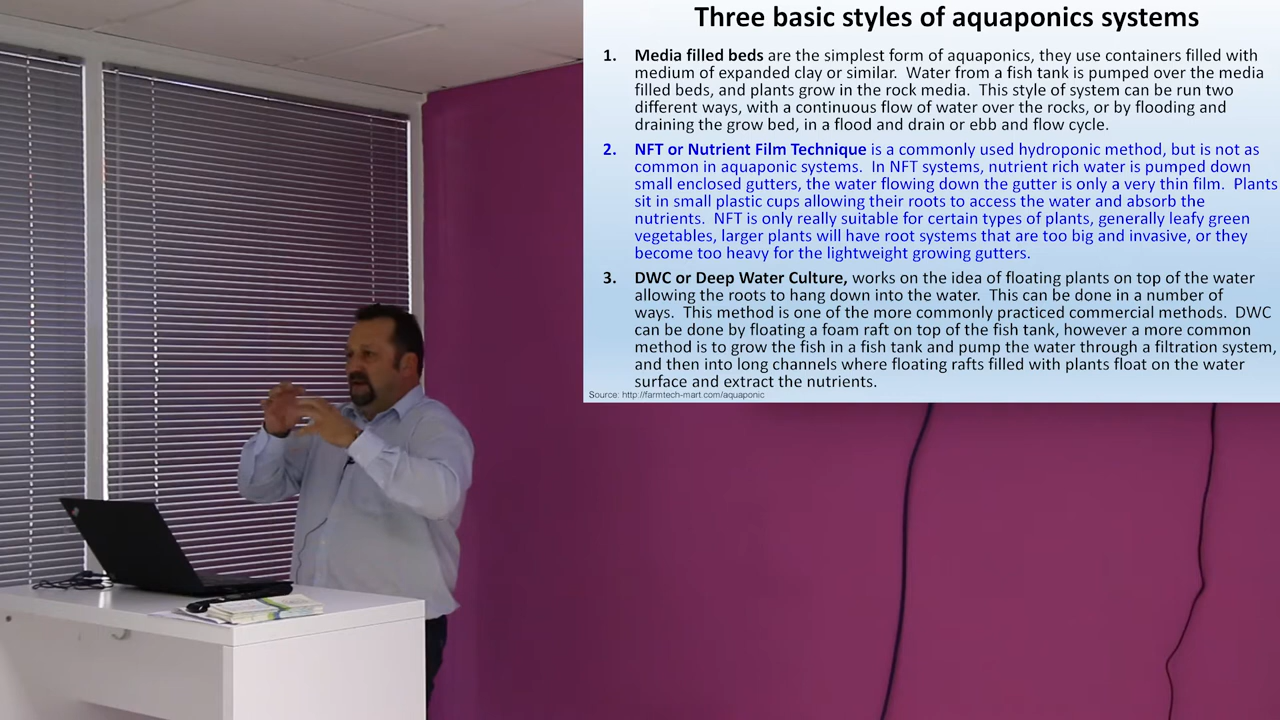 Three basic styles of aquaponics systems
1. Media filled beds are the simplest form of aquaponics, they use containers filled with
medium of expanded clay or similar. Water from a fish tank is pumped over the media
filled beds, and plants grow in the rock media. This style of system can be run two
different ways, with a continuous flow of water over the rocks, or by flooding and
draining the grow bed, in a flood and drain or ebb and flow cycle.
2. NFT or Nutrient Film Technique is a commonly used hydroponic method, but is not as
common in aquaponic systems. In NFT systems, nutrient rich water is pumped down
small enclosed gutters, the water flowing down the gutter is only a very thin film. Plants
sit in small plastic cups allowing their roots to access the water and absorb the
nutrients. NFT is only really suitable for certain types of plants, generally leafy green
vegetables, larger plants will have root systems that are too big and invasive, or they
become too heavy for the lightweight growing gutters.
3. DWC or Deep Water Culture, works on the idea of floating plants on top of the water
allowing the roots to hang down into the water. This can be done in a number of
ways. This method is one of the more commonly practiced commercial methods. DWC
can be done by floating a foam raft on top of the fish tank, however a more common
method is to grow the fish in a fish tank and pump the water through a filtration system,
and then into long channels where floating rafts filled with plants float on the water
surface and extract the nutrients.
Source: http://farmtech-mart.com/aquaponic